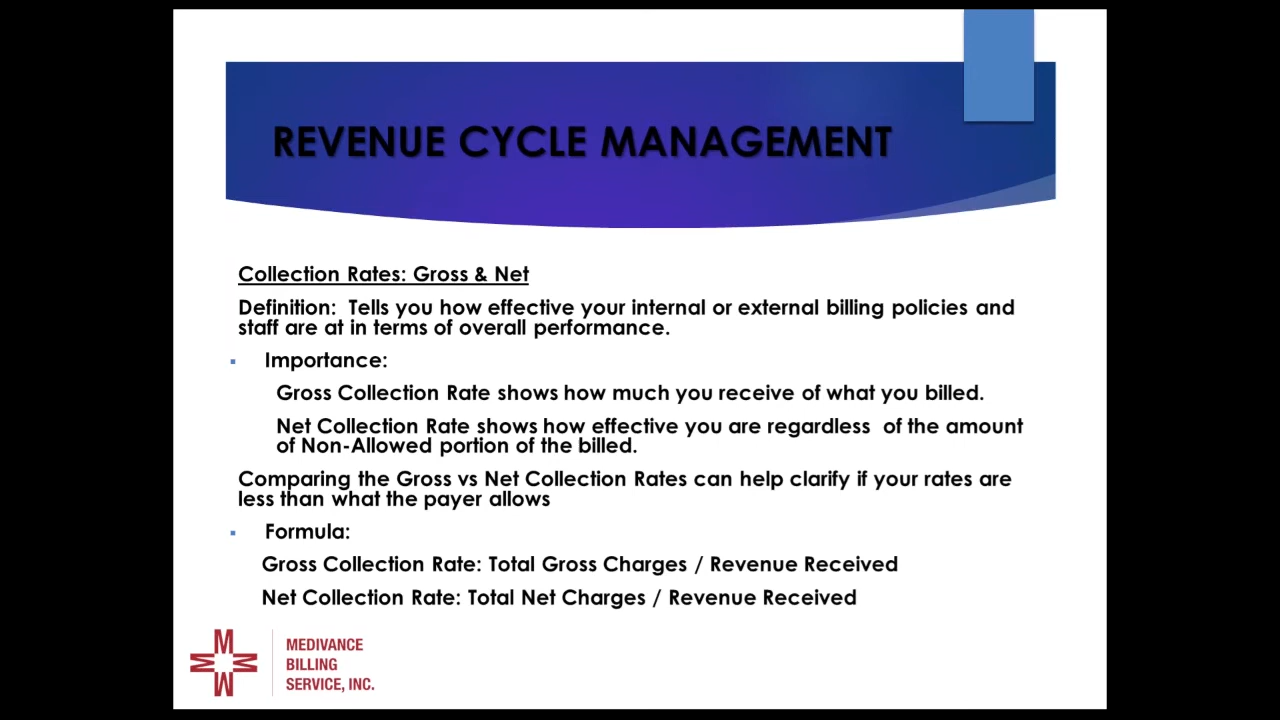 REVENUE CYCLE MANAGEMENT
Collection Rates: Gross & Net
Definition:  Tells you how effective your internal or external billing policies and
staff are at in terms of overall performance.
▪ Importance:
Gross Collection Rate shows how much you receive of what you billed.
Net Collection Rate shows how effective you are regardless  of the amount
of Non-Allowed portion of the billed.
Comparing the Gross vs Net Collection Rates can help clarify if your rates are
less than what the payer allows
▪ Formula:
Gross Collection Rate: Total Gross Charges / Revenue Received
Net Collection Rate: Total Net Charges / Revenue Received
MEDIVANCE
BILLING
SERVICE, INC.